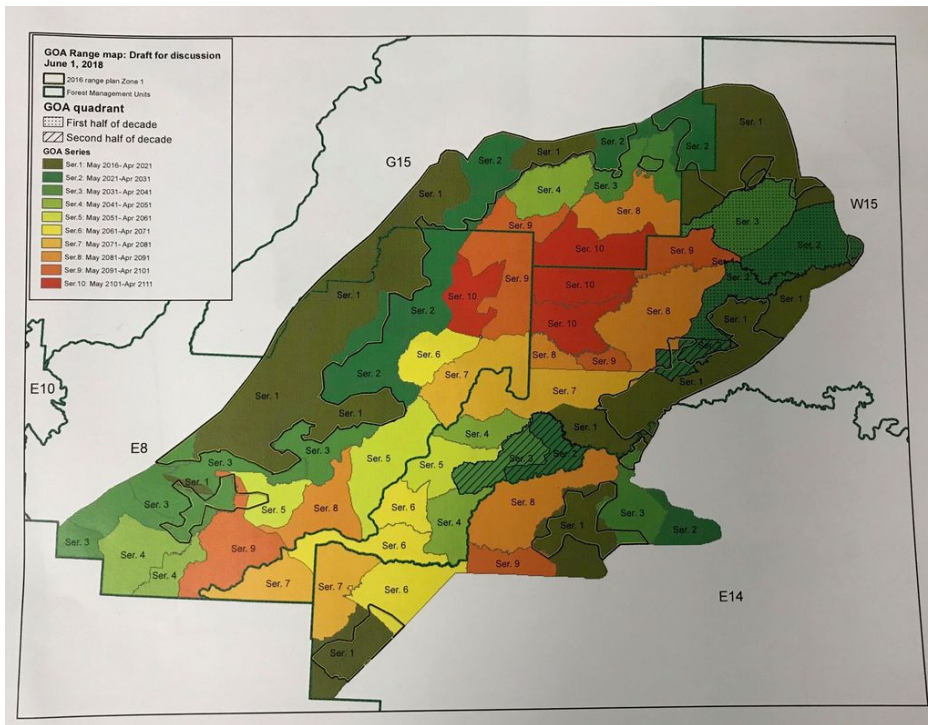 GOA Range map: Draft for discussion
June 1, 2018
2016 range plan Zone 1
Forest Management Units
GOA quadrant
First half of decade
Second half of decade
GOA Series
Ser.1: May 2016- Apr 2021
Ser.2: May 2021-Apr 2031
Ser.3: May 2031-Apr 2041
Ser.4: May 2041-Apr 2051
Ser.5: May 2051-Apr 2061
Ser.6: May 2061-Apr 2071
Ser.7: May 2071-Apr 2081
Ser.8: May 2081-Apr 2091
Ser.9: May 2091-Apr 2101
Ser.10: May 2101-Apr 2111
Ser. 1
Ser. 2
Ser. 2
Ser. 1
Ser. 2
G15
Ser. 1
Ser. 4
Ser. 3
W15
Ser. 8
Ser. 3
Ser. 9
Ser. 2
Ser. 10
Ser. 9
Ser. 1
Ser. 9
Ser. 2
Ser. 1
Ser. 10
Ser. 10
Ser. 2
Ser. 8
Ser. 1
Ser. 10
Ser. 6
Ser. 8
Ser. 9
Ser. 2
Ser. 7
Ser. 1
E10
Ser. 1
Ser. 7
Ser. 1
Ser. 1
Ser. 4
E8
Ser. 3
Ser. 3
Ser. 5
Ser. 5
Ser. 3
Ser. 2
Ser. 1
Ser. 3
Ser. 5
Ser. 8
Ser. 6
Ser. 4
Ser. 8
Ser. 1
Ser. 3
Ser. 2
Ser. 3
Ser. 4
Ser. 9
Ser. 6
Ser. 4
Ser. 7
Ser. 7
Ser. 6
Ser. 9
E14
Ser. 1